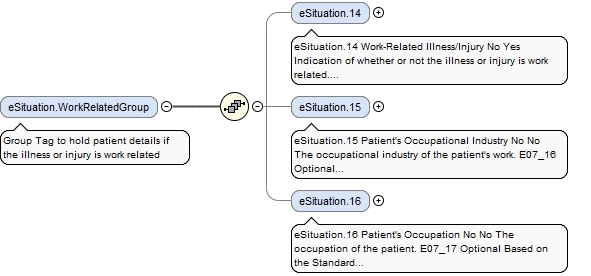 eSituation.14
eSituation.14 Work-Related Illness/Injury No Yes
Indication of whether or not the illness or injury is work
related....
eSituation.WorkRelatedGroup
Group Tag to hold patient details if
the illness or injury is work related
eSituation.15
eSituation.15 Patient's Occupational Industry No No
The occupational industry of the patient's work. E07_16
Optional...
eSituation.16
eSituation.16 Patient's Occupation No No The
occupation of the patient. E07_17 Optional Based on
the Standard...